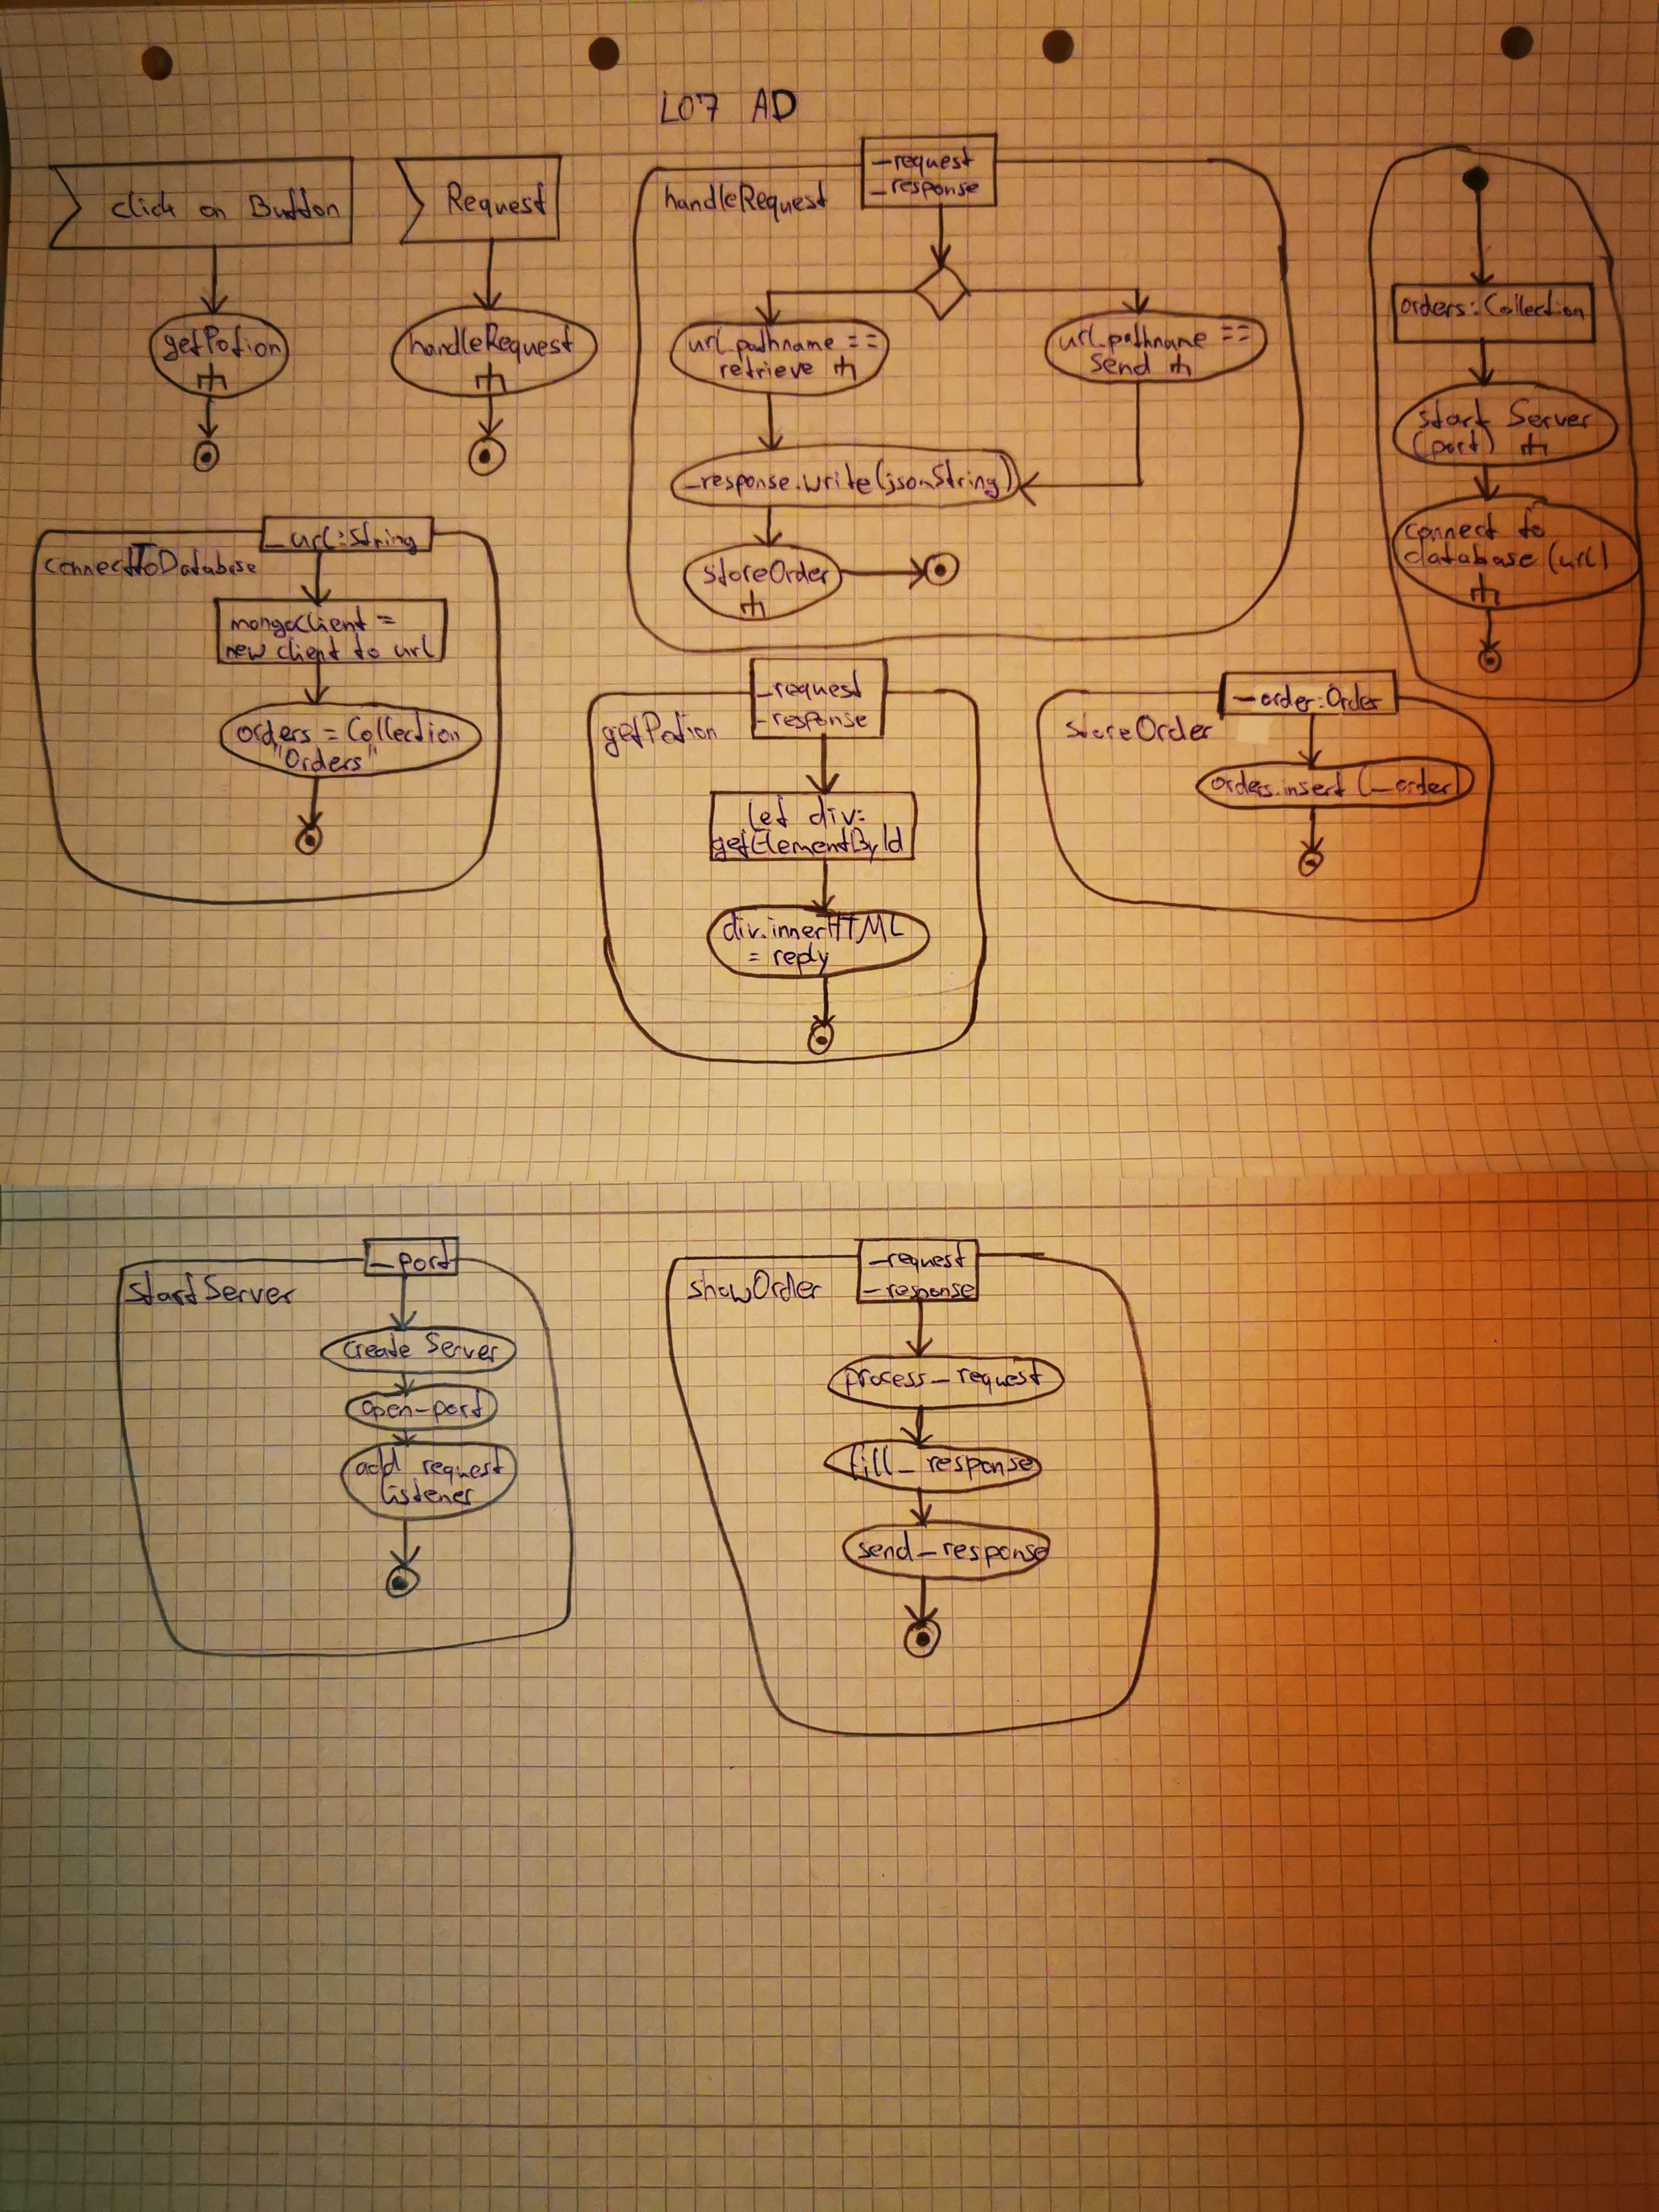 L07 AD
click on Button
getPotion
Request
handleRequest
handleRequest
_request
_response
url.pathname ==
retrieve
url.pathname ==
send
_response.write(jsonString)
storeOrder
orders:Collection
start Server
(port)
connect to
database (url)
connectToDatabase
_url:String
mongoClient =
new client to url
orders = Collection
"Orders"
getPotion
_request
_response
let div:
getElementById
div.innerHTML
= reply
storeOrder
_order:Order
orders.insert (_order)
startServer
_port
create Server
open_port
add request
listener
showOrder
_request
_response
process_request
fill_response
send_response